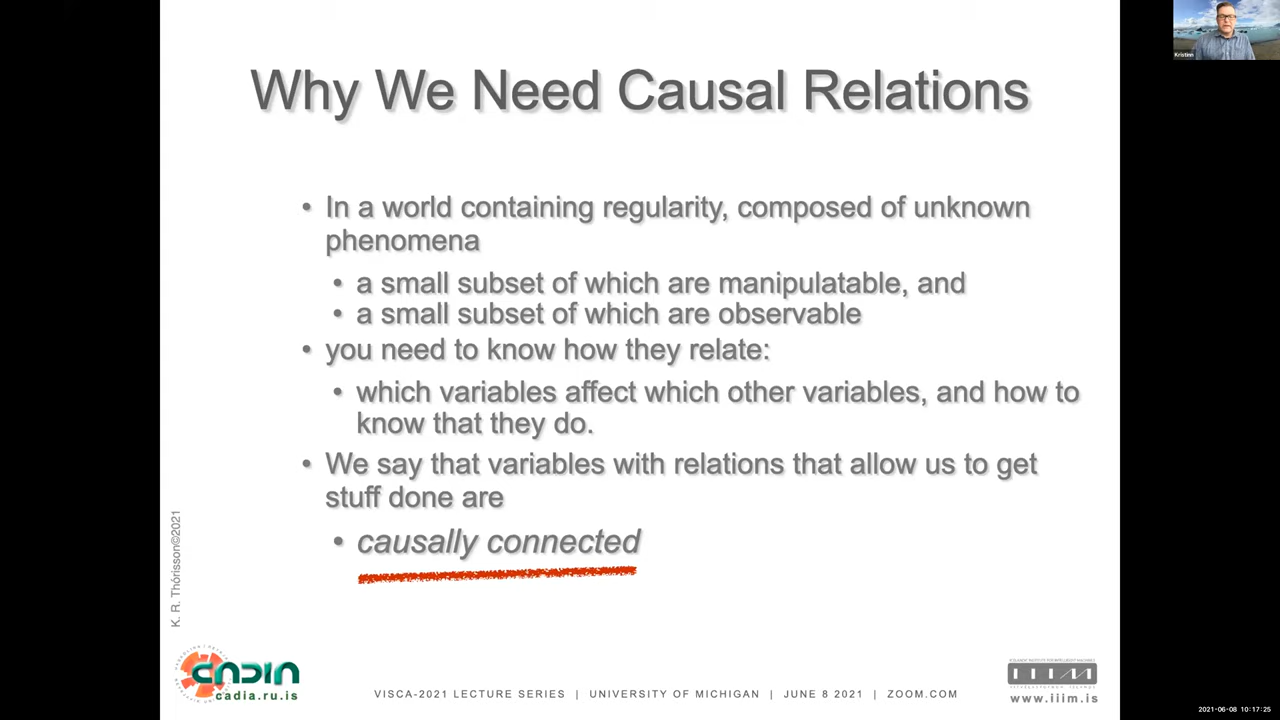 Kristinn
Why We Need Causal Relations
• In a world containing regularity, composed of unknown
phenomena
• a small subset of which are manipulatable, and
• a small subset of which are observable
• you need to know how they relate:
• which variables affect which other variables, and how to
know that they do.
• We say that variables with relations that allow us to get
stuff done are
• causally connected
K. R. Thórisson©2021
CADIA
cadia.ru.is
VISCA-2021 LECTURE SERIES | UNIVERSITY OF MICHIGAN | JUNE 8 2021 | ZOOM.COM
IIIM
www.iiim.is
2021-06-08 10:17:25